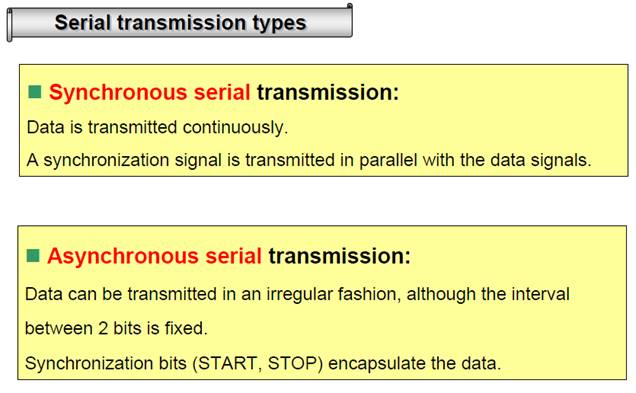 Serial transmission types
Synchronous serial transmission:
Data is transmitted continuously.
A synchronization signal is transmitted in parallel with the data signals.
Asynchronous serial transmission:
Data can be transmitted in an irregular fashion, although the interval
between 2 bits is fixed.
Synchronization bits (START, STOP) encapsulate the data.